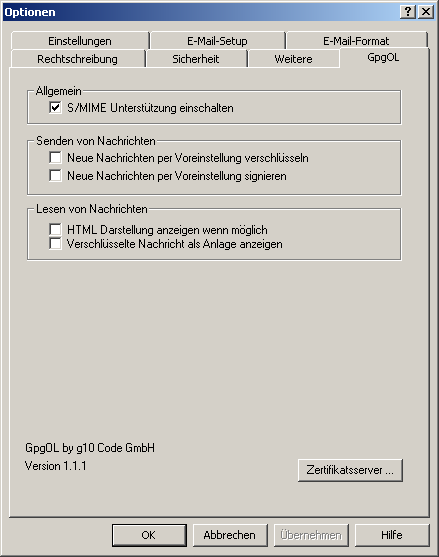 Optionen
Einstellungen E-Mail-Setup E-Mail-Format
Rechtschreibung Sicherheit Weitere GpgOL
Allgemein
S/MIME Unterstützung einschalten
Senden von Nachrichten
Neue Nachrichten per Voreinstellung verschlüsseln
Neue Nachrichten per Voreinstellung signieren
Lesen von Nachrichten
HTML Darstellung anzeigen wenn möglich
Verschlüsselte Nachricht als Anlage anzeigen
GpgOL by g10 Code GmbH
Version 1.1.1
Zertifikatsserver ...
OK Abbrechen Übernehmen Hilfe